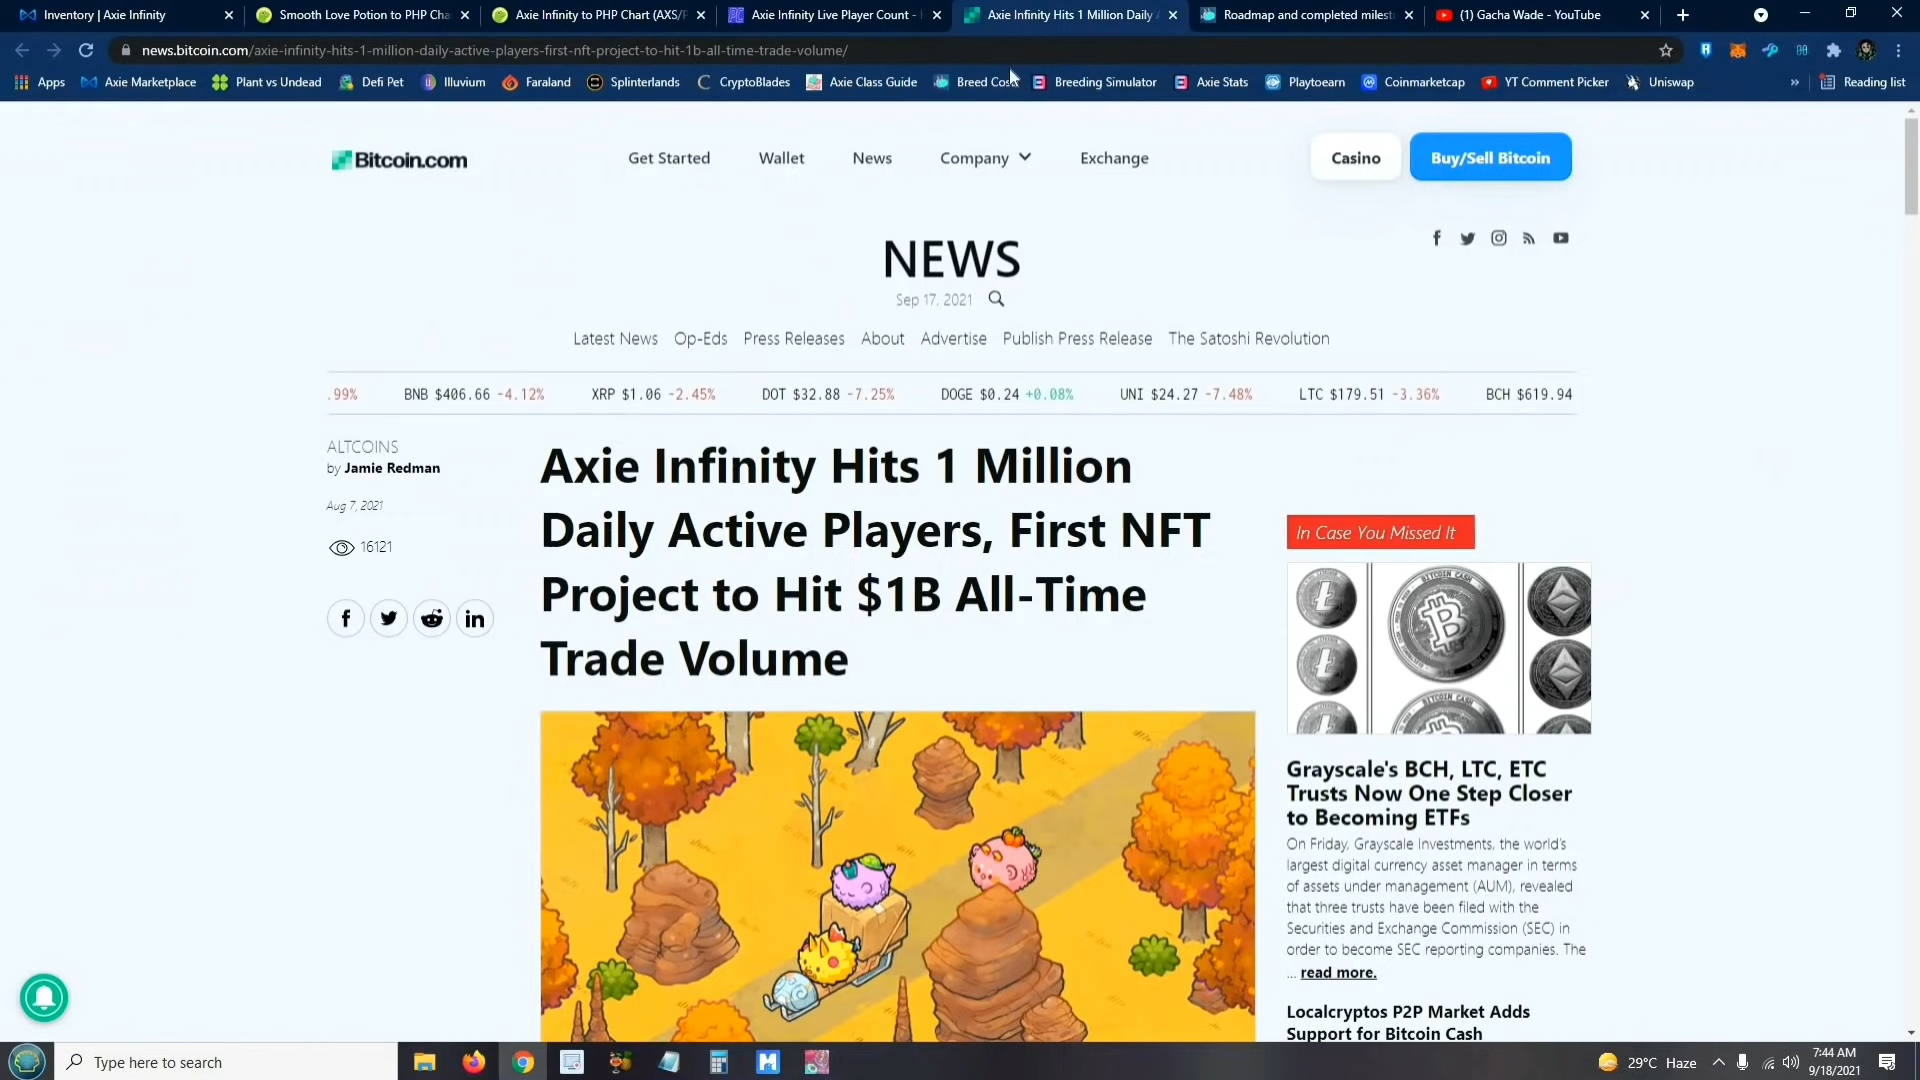 Inventory | Axie Infinity
Smooth Love Potion to PHP Cha
Axie Infinity to PHP Chart (AXS/P
Axie Infinity Live Player Count -
Axie Infinity Hits 1 Million Daily
Roadmap and completed milest
(1) Gacha Wade - YouTube
news.bitcoin.com/axie-infinity-hits-1-million-daily-active-players-first-nft-project-to-hit-1b-all-time-trade-volume/
Apps
Axie Marketplace
Plant vs Undead
Defi Pet
Illuvium
Faraland
Splinterlands
CryptoBlades
Axie Class Guide
Breed Cost
Breeding Simulator
Axie Stats
Playtoearn
Coinmarketcap
YT Comment Picker
Uniswap
»
Reading list
Bitcoin.com
Get Started
Wallet
News
Company
Exchange
Casino
Buy/Sell Bitcoin
NEWS
Sep 17, 2021
Latest News
Op-Eds
Press Releases
About
Advertise
Publish Press Release
The Satoshi Revolution
.99%
BNB $406.66 -4.12%
XRP $1.06 -2.45%
DOT $32.88 -7.25%
DOGE $0.24 +0.08%
UNI $24.27 -7.48%
LTC $179.51 -3.36%
BCH $619.94
ALTCOINS
by Jamie Redman
Aug 7, 2021
16121
Axie Infinity Hits 1 Million
Daily Active Players, First NFT
Project to Hit $1B All-Time
Trade Volume
In Case You Missed It
BITCOIN CASH
BITCOIN CASH
Grayscale's BCH, LTC, ETC
Trusts Now One Step Closer
to Becoming ETFs
On Friday, Grayscale Investments, the world's
largest digital currency asset manager in terms
of assets under management (AUM), revealed
that three trusts have been filed with the
Securities and Exchange Commission (SEC) in
order to become SEC reporting companies. The
... read more.
Localcryptos P2P Market Adds
Support for Bitcoin Cash
Type here to search
29°C Haze
7:44 AM
9/18/2021